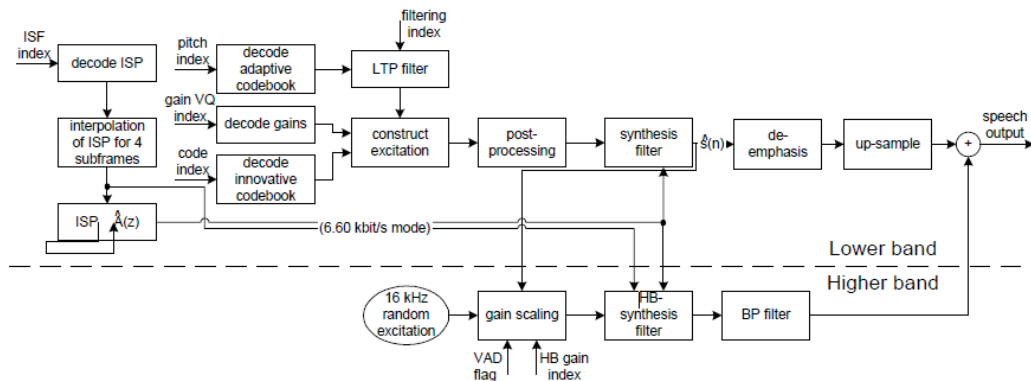 filtering
index
ISF
index
decode ISP
pitch
index
decode
adaptive
codebook
LTP filter
gain VQ
index
decode gains
interpolation
of ISP for 4
subframes
code
index
decode
innovative
codebook
construct
excitation
post-
processing
synthesis
filter
ŝ(n)
de-
emphasis
up-sample
+
speech
output
ISP Â(z)
(6.60 kbit/s mode)
Lower band
Higher band
16 kHz
random
excitation
gain scaling
HB-
synthesis
filter
BP filter
VAD
flag
HB gain
index